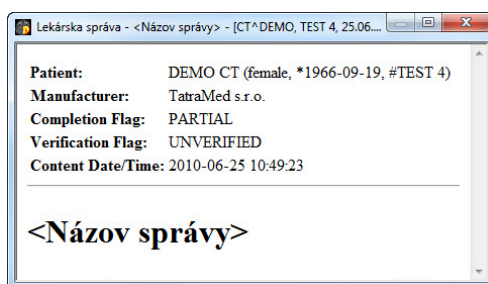 Lekárska správa - <Názov správy> - [CT^DEMO, TEST 4, 25.06....
Patient: DEMO CT (female, *1966-09-19, #TEST 4)
Manufacturer: TatraMed s.r.o.
Completion Flag: PARTIAL
Verification Flag: UNVERIFIED
Content Date/Time: 2010-06-25 10:49:23
<Názov správy>